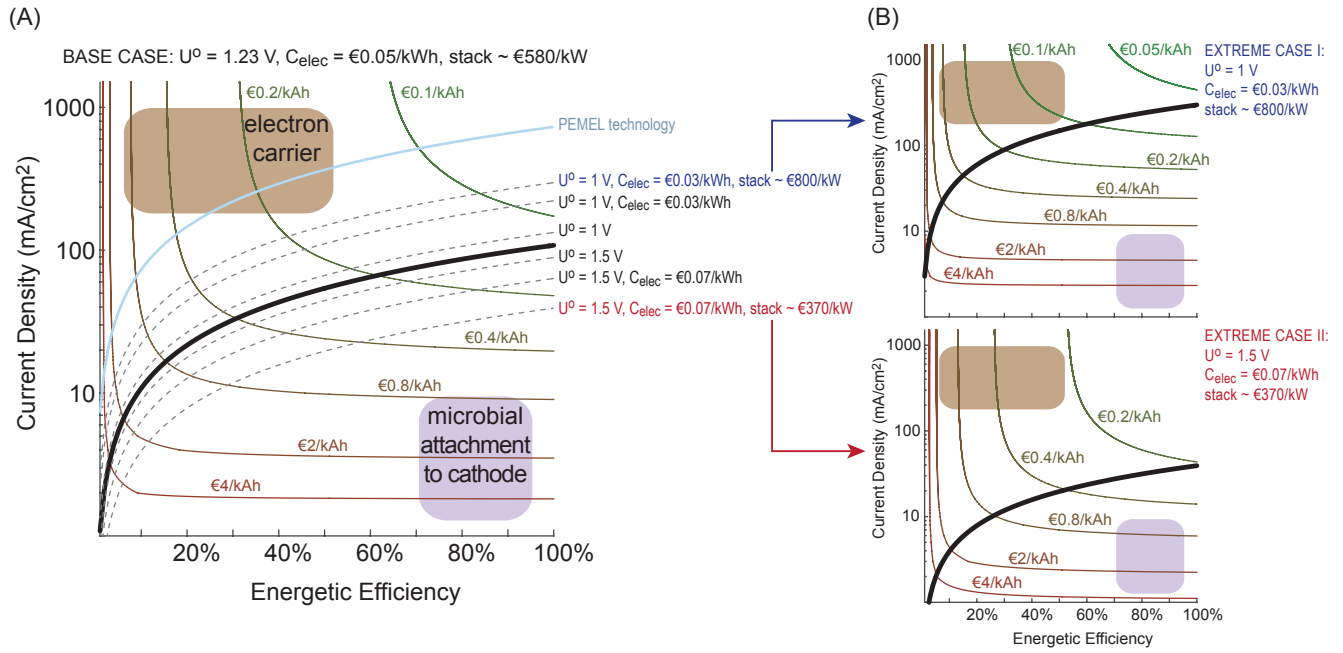 (A)
BASE CASE: Uº = 1.23 V, Celec = €0.05/kWh, stack ~ €580/kW
Current Density (mA/cm2)
1000
100
10
€0.2/kAh
€0.1/kAh
electron
carrier
PEMEL technology
Uº = 1 V, Celec = €0.03/kWh, stack ~ €800/kW
Uº = 1 V, Celec = €0.03/kWh
Uº = 1 V
Uº = 1.5 V
Uº = 1.5 V, Celec = €0.07/kWh
Uº = 1.5 V, Celec = €0.07/kWh, stack ~ €370/kW
€0.4/kAh
€0.8/kAh
microbial
attachment
to cathode
€2/kAh
€4/kAh
20%
40%
60%
80%
100%
Energetic Efficiency
(B)
Current Density (mA/cm²)
1000
100
10
€0.1/kAh
€0.05/kAh
€0.2/kAh
€0.4/kAh
€0.8/kAh
€2/kAh
€4/kAh
EXTREME CASE I:
Uº = 1 V
Celec = €0.03/kWh
stack ~ €800/kW
Current Density (mA/cm²)
1000
100
10
€0.2/kAh
€0.4/kAh
€0.8/kAh
€2/kAh
€4/kAh
20%
40%
60%
80%
100%
Energetic Efficiency
EXTREME CASE II:
Uº = 1.5 V
Celec = €0.07/kWh
stack ~ €370/kW